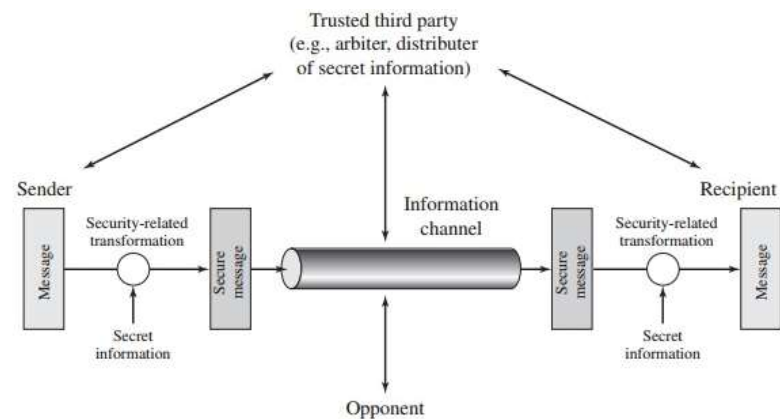 Trusted third party
(e.g., arbiter, distributer
of secret information)
Sender
Recipient
Information
channel
Security-related
transformation
Security-related
transformation
Message
Secure
message
Secure
message
Message
Secret
information
Secret
information
Opponent